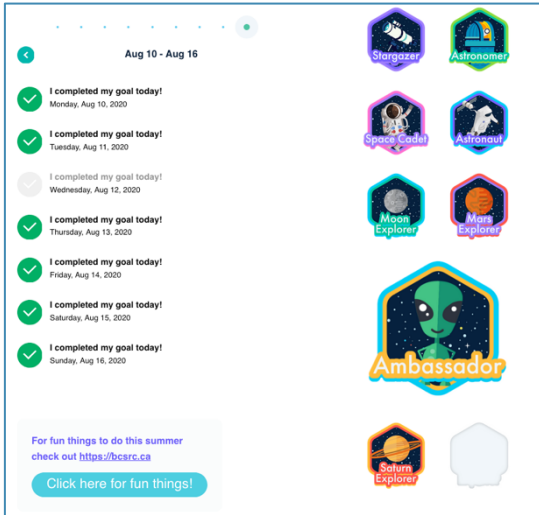 Aug 10 - Aug 16
I completed my goal today!
Monday, Aug 10, 2020
I completed my goal today!
Tuesday, Aug 11, 2020
I completed my goal today!
Wednesday, Aug 12, 2020
I completed my goal today!
Thursday, Aug 13, 2020
I completed my goal today!
Friday, Aug 14, 2020
I completed my goal today!
Saturday, Aug 15, 2020
I completed my goal today!
Sunday, Aug 16, 2020
For fun things to do this summer
check out https://bcsrc.ca
Click here for fun things!
Stargazer
Astronomer
Space Cadet
Astronaut
Moon
Explorer
Mars
Explorer
Ambassador
Saturn
Explorer